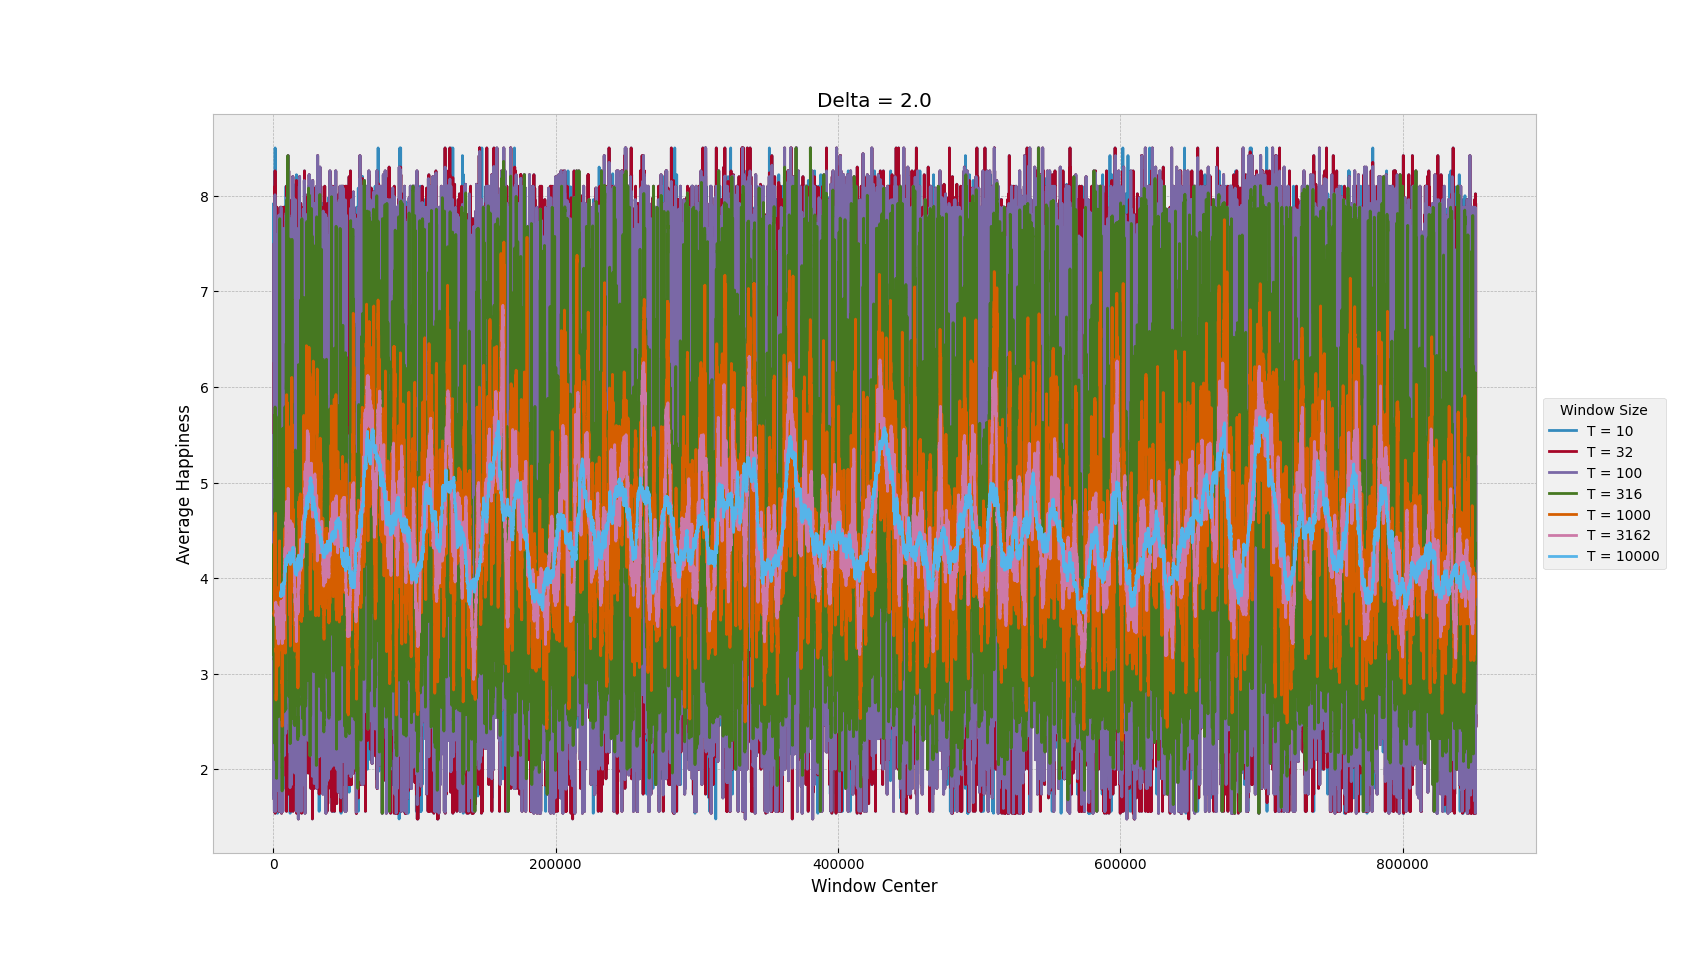 Delta = 2.0
Average Happiness
8
7
6
5
4
3
2
0
200000
400000
600000
800000
Window Center
Window Size
T = 10
T = 32
T = 100
T = 316
T = 1000
T = 3162
T = 10000